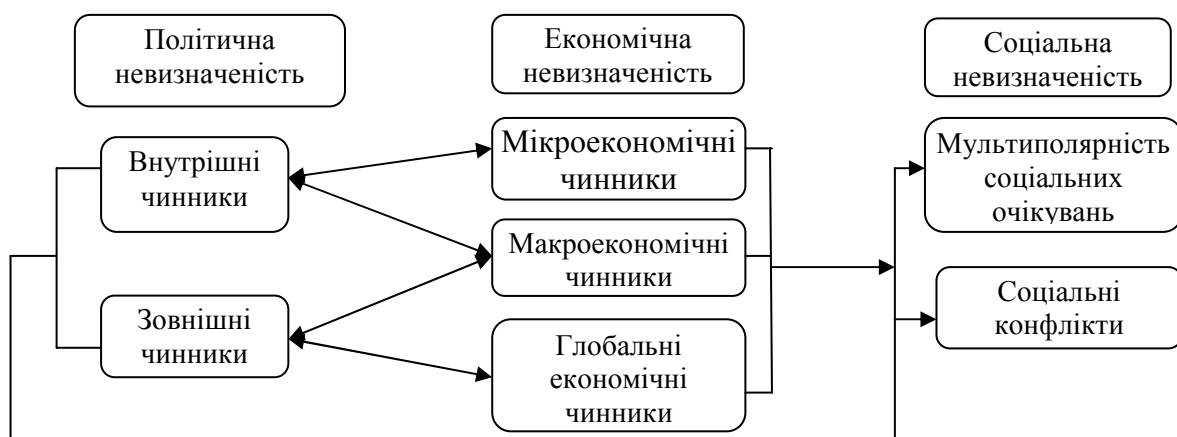 Політична
невизначеність
Економічна
невизначеність
Соціальна
невизначеність
Внутрішні
чинники
Зовнішні
чинники
Мікроекономічні
чинники
Макроекономічні
чинники
Глобальні
економічні
чинники
Мультиполярність
соціальних
очікувань
Соціальні
конфлікти